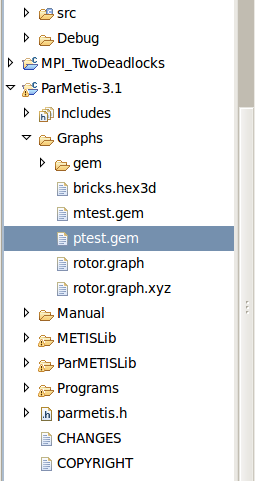 src
Debug
MPI_TwoDeadlocks
ParMetis-3.1
Includes
Graphs
gem
bricks.hex3d
mtest.gem
ptest.gem
rotor.graph
rotor.graph.xyz
Manual
METISLib
ParMETISLib
Programs
parmetis.h
CHANGES
COPYRIGHT